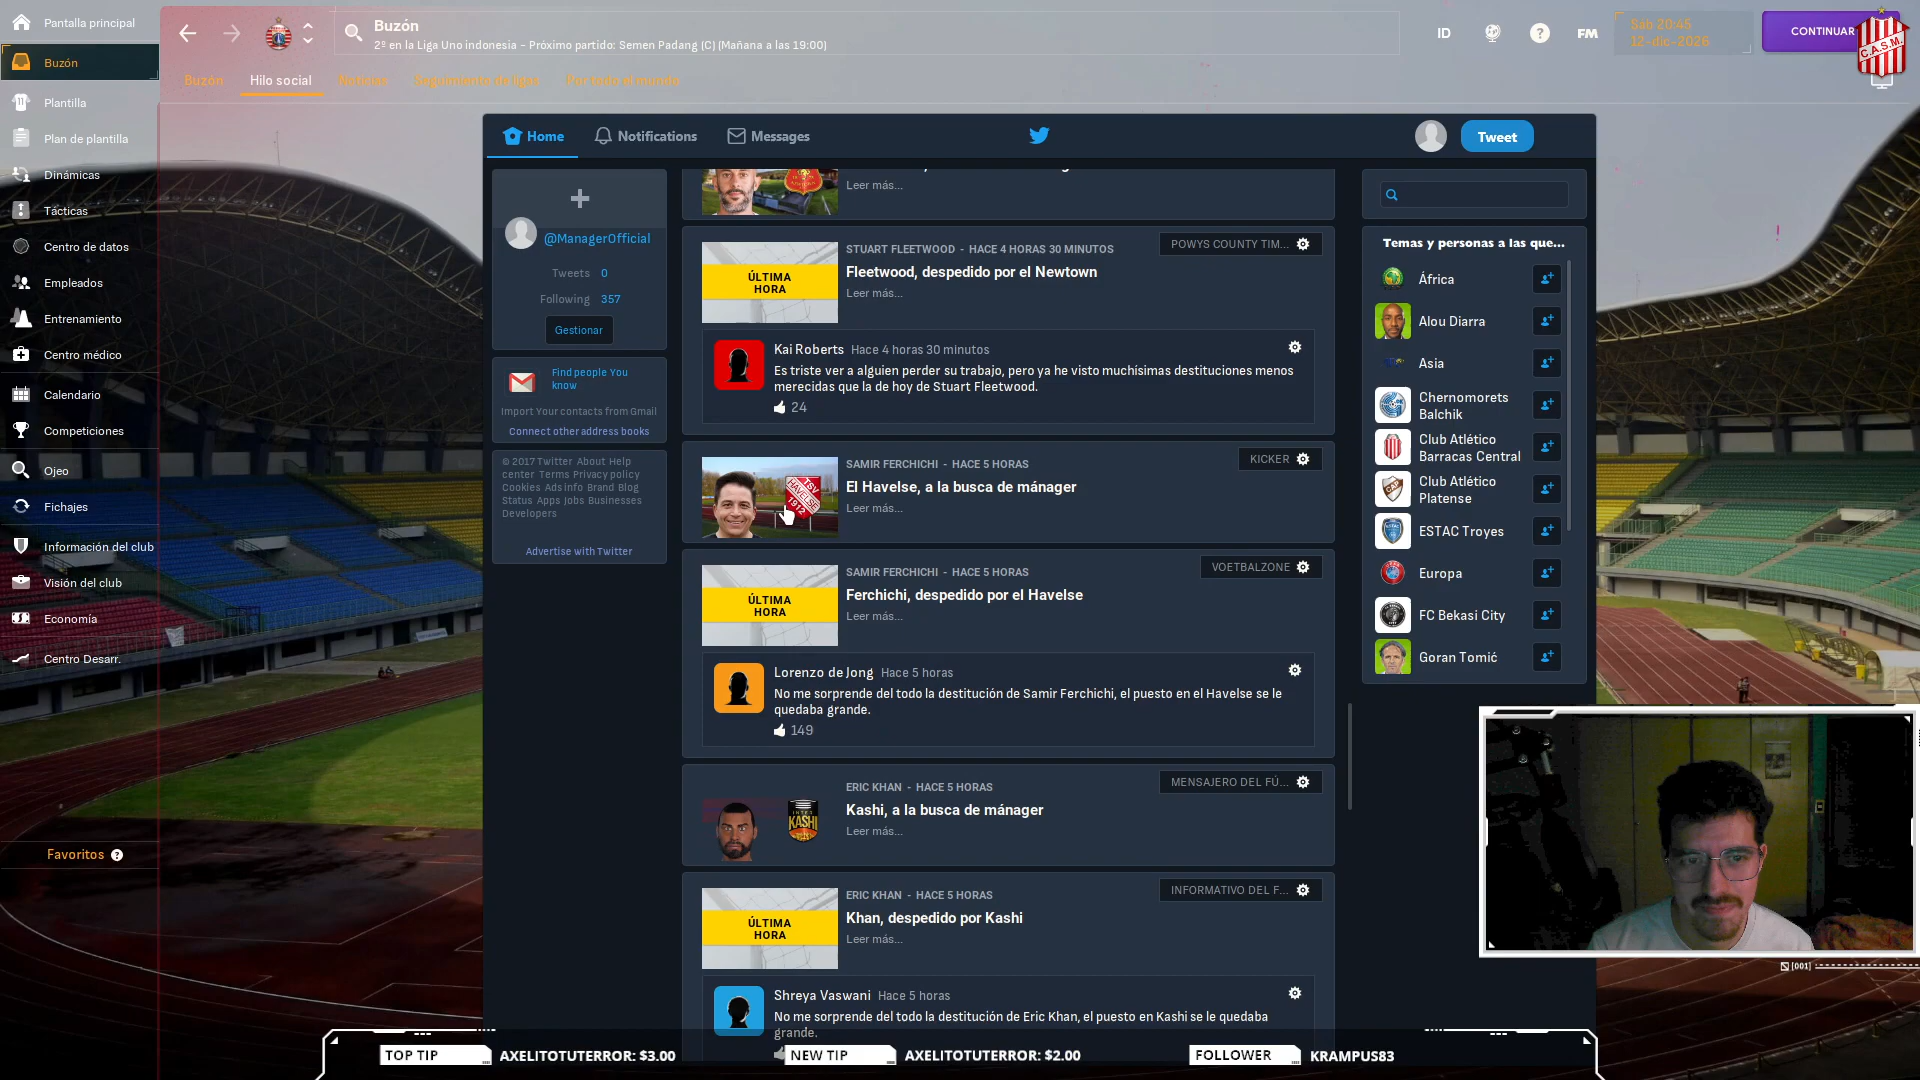 Pantalla principal
Buzón
Plantilla
Plan de plantilla
Dinámicas
Tácticas
Centro de datos
Empleados
Entrenamiento
Centro médico
Calendario
Competiciones
Ojeo
Fichajes
Información del club
Visión del club
Economía
Centro Desarr.
Favoritos ?
Buzón
2º en la Liga Uno indonesia - Próximo partido: Semen Padang (C) (Mañana a las 19:00)
ID
?
FM
Sáb 20:45
12-dic-2026
CONTINUAR
C.A.S.M.
Buzón
Hilo social
Noticias
Seguimiento de ligas
Por todo el mundo
Home
Notifications
Messages
Tweet
@ManagerOfficial
Tweets 0
Following 357
Gestionar
Find people You
know
Import Your contacts from Gmail
Connect other address books
© 2017 Twitter About Help
center Terms Privacy policy
Cookies Ads info Brand Blog
Status Apps Jobs Businesses
Developers
Advertise with Twitter
Leer más...
STUART FLEETWOOD - HACE 4 HORAS 30 MINUTOS
POWYS COUNTY TIM...
ÚLTIMA
HORA
Fleetwood, despedido por el Newtown
Leer más...
Kai Roberts Hace 4 horas 30 minutos
Es triste ver a alguien perder su trabajo, pero ya he visto muchísimas destituciones menos
merecidas que la de hoy de Stuart Fleetwood.
24
SAMIR FERCHICHI - HACE 5 HORAS
KICKER
TSV
HAVELSE
1912
El Havelse, a la busca de mánager
Leer más...
SAMIR FERCHICHI - HACE 5 HORAS
VOETBALZONE
ÚLTIMA
HORA
Ferchichi, despedido por el Havelse
Leer más...
Lorenzo de Jong Hace 5 horas
No me sorprende del todo la destitución de Samir Ferchichi, el puesto en el Havelse se le
quedaba grande.
149
ERIC KHAN - HACE 5 HORAS
MENSAJERO DEL FÚ...
KASHI
Kashi, a la busca de mánager
Leer más...
ERIC KHAN - HACE 5 HORAS
INFORMATIVO DEL F...
ÚLTIMA
HORA
Khan, despedido por Kashi
Leer más...
Shreya Vaswani Hace 5 horas
No me sorprende del todo la destitución de Eric Khan, el puesto en Kashi se le quedaba
grande.
Temas y personas a las que...
África
Alou Diarra
Asia
Chernomorets
Balchik
Club Atlético
Barracas Central
Club Atlético
Platense
ESTAC Troyes
Europa
FC Bekasi City
Goran Tomić
[001]
TOP TIP
AXELITOTUTERROR: $3.00
NEW TIP
AXELITOTUTERROR: $2.00
FOLLOWER
KRAMPUS83